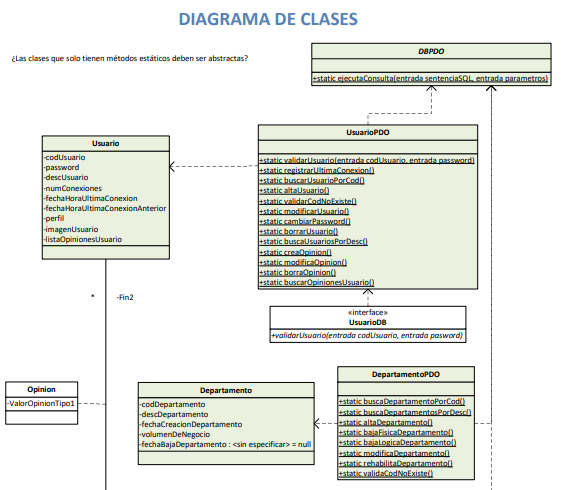 DIAGRAMA DE CLASES
¿Las clases que solo tienen métodos estáticos deben ser abstractas?
DBPDO
+static ejecutaConsulta(entrada sentenciaSQL, entrada parametros)
Usuario
-codUsuario
-password
-descUsuario
-numConexiones
-fechaHoraUltimaConexion
-fechaHoraUltimaConexionAnterior
-perfil
-imagenUsuario
-listaOpinionesUsuario
UsuarioPDO
+static validarUsuario(entrada codUsuario, entrada password)
+static registrarUltimaConexion()
+static buscarUsuarioPorCod()
+static altaUsuario()
+static validarCodNoExiste()
+static modificarUsuario()
+static cambiarPassword()
+static borrarUsuario()
+static buscaUsuariosPorDesc()
+static creaOpinion()
+static modificaOpinion()
+static borraOpinion()
+static buscarOpinionesUsuario()
* -Fin2
«interface»
UsuarioDB
+validarUsuario(entrada codUsuario, entrada pasword)
Opinion
-ValorOpinionTipo1
Departamento
-codDepartamento
-descDepartamento
-fechaCreacionDepartamento
-volumenDeNegocio
-fechaBajaDepartamento : <sin especificar> = null
DepartamentoPDO
+static buscaDepartamentoPorCod()
+static buscaDepartamentosPorDesc()
+static altaDepartamento()
+static bajaFisicaDepartamento()
+static bajaLogicaDepartamento()
+static modificaDepartamento()
+static rehabilitaDepartamento()
+static validaCodNoExiste()